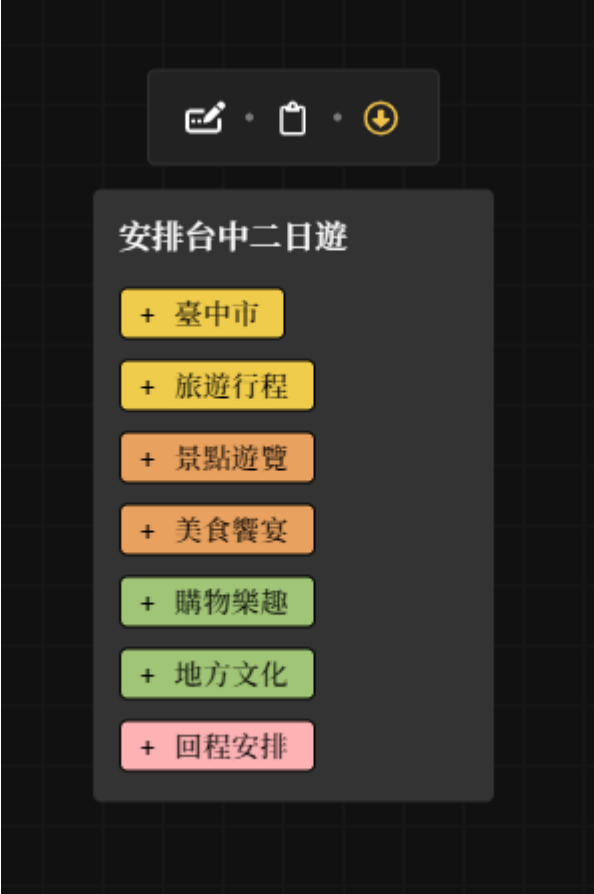 安排台中二日遊
+ 臺中市
+ 旅遊行程
+ 景點遊覽
+ 美食饗宴
+ 購物樂趣
+ 地方文化
+ 回程安排